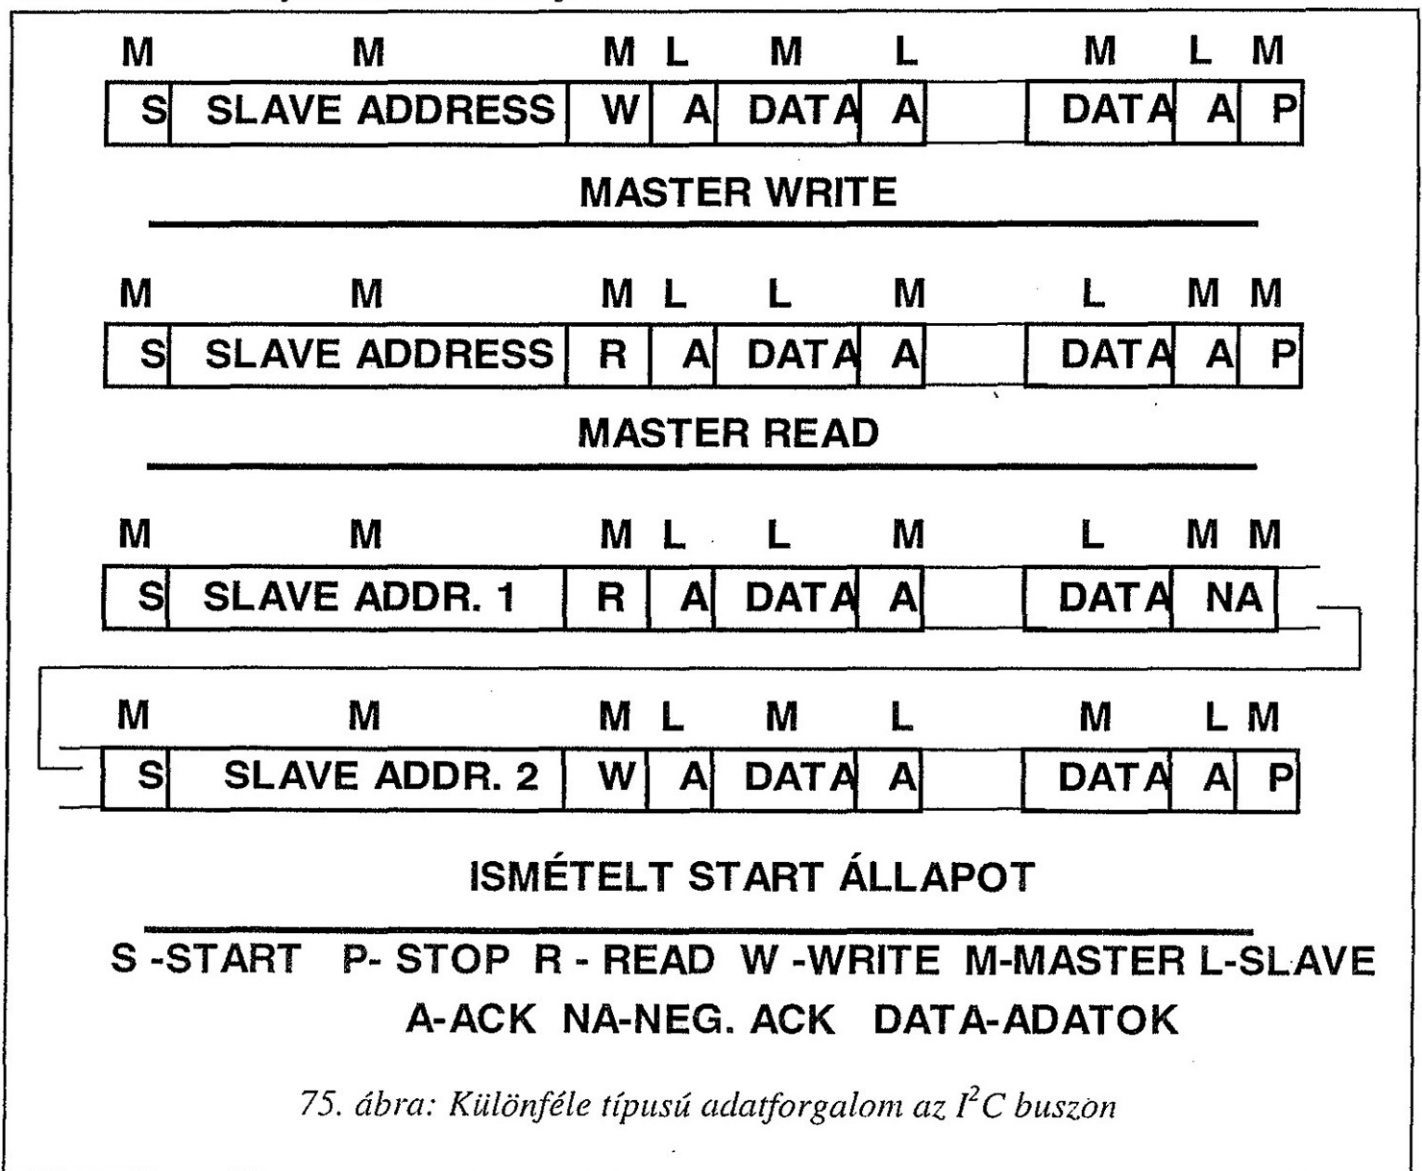 M M M L M L M L M
S SLAVE ADDRESS W A DATA A DATA A P
MASTER WRITE
M M M L L M L M M
S SLAVE ADDRESS R A DATA A DATA A P
MASTER READ
M M M L L M L M M
S SLAVE ADDR. 1 R A DATA A DATA NA
M M M L M L M L M
S SLAVE ADDR. 2 W A DATA A DATA A P
ISMÉTELT START ÁLLAPOT
S -START P- STOP R - READ W -WRITE M-MASTER L-SLAVE
A-ACK NA-NEG. ACK DATA-ADATOK
75. ábra: Különféle típusú adatforgalom az I²C buszon